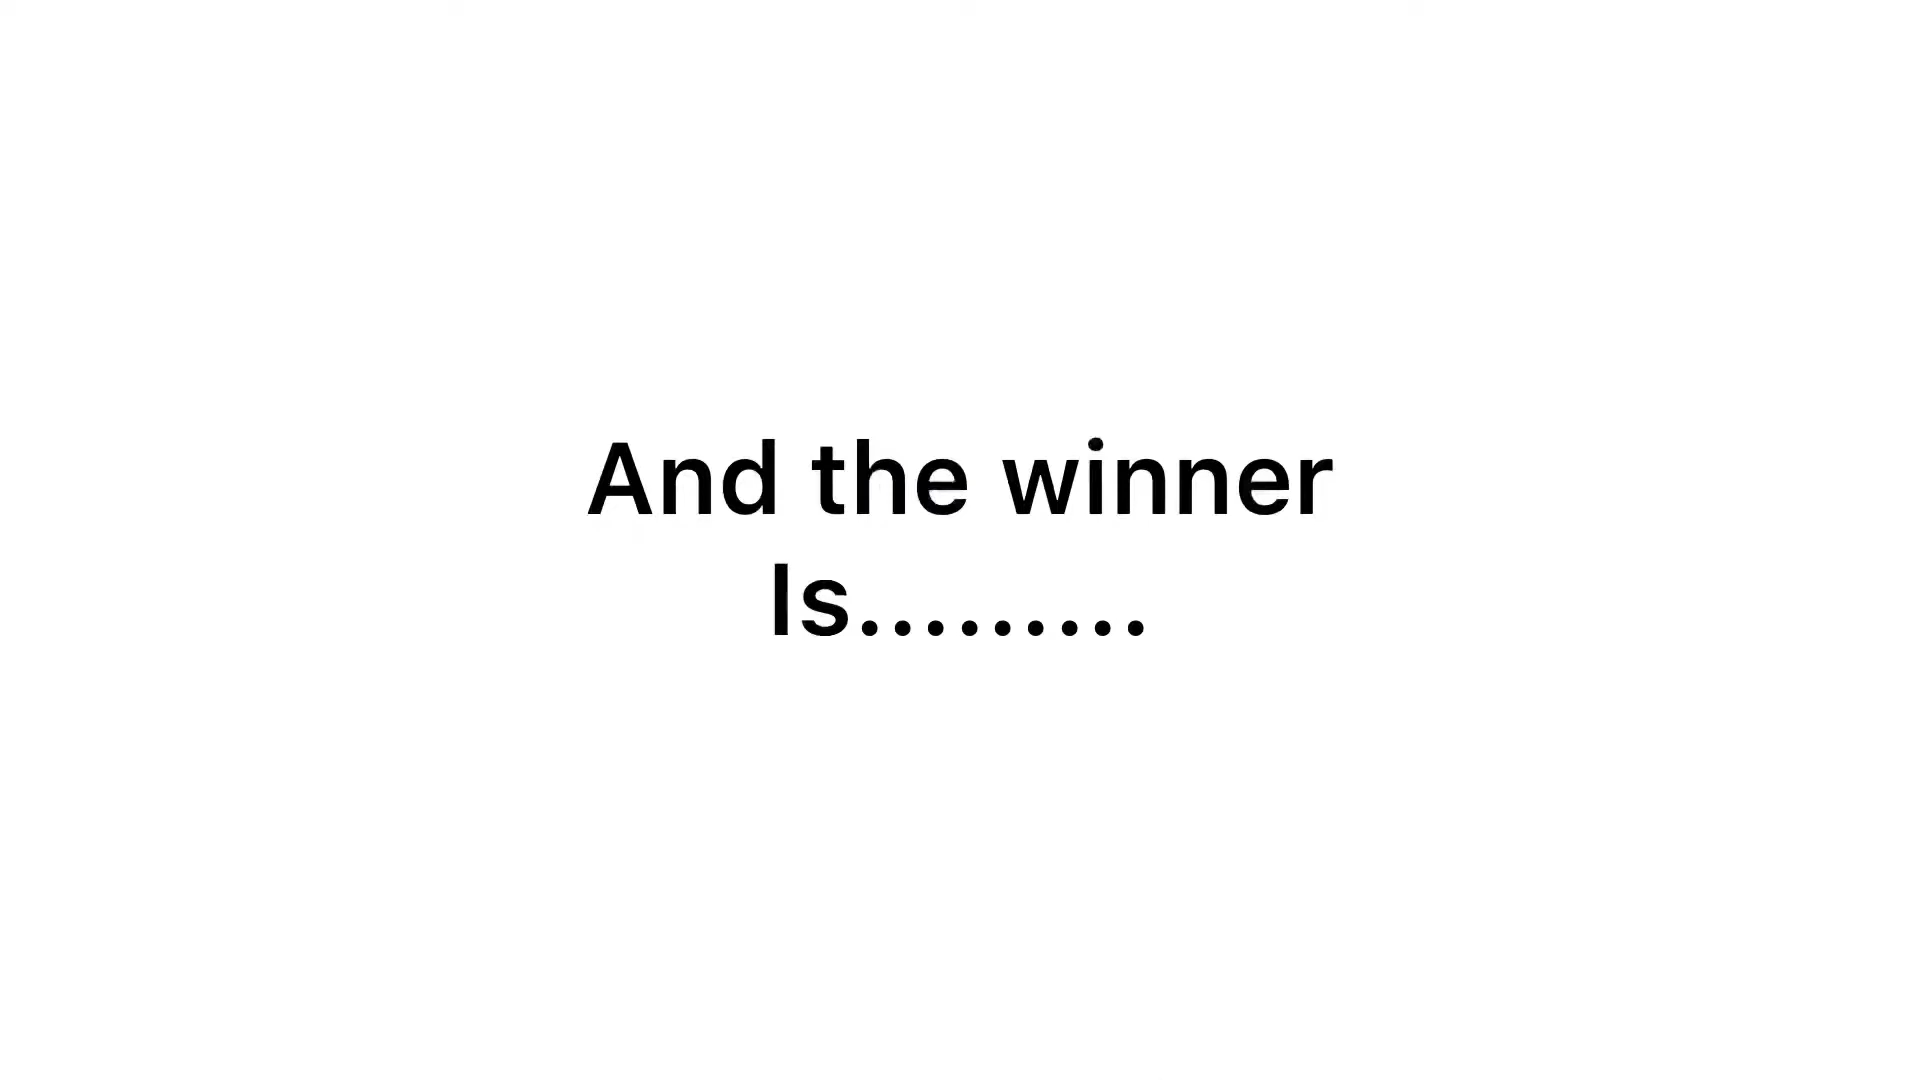 And the winner
Is.........